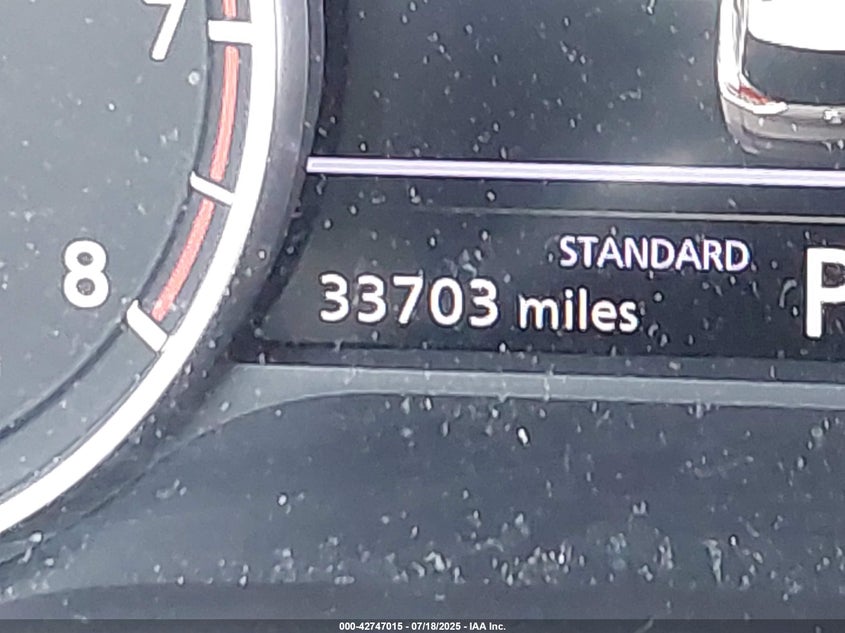 7
STANDARD
8
33703 miles
P
000-42747015 - 07/18/2025 - IAA Inc.